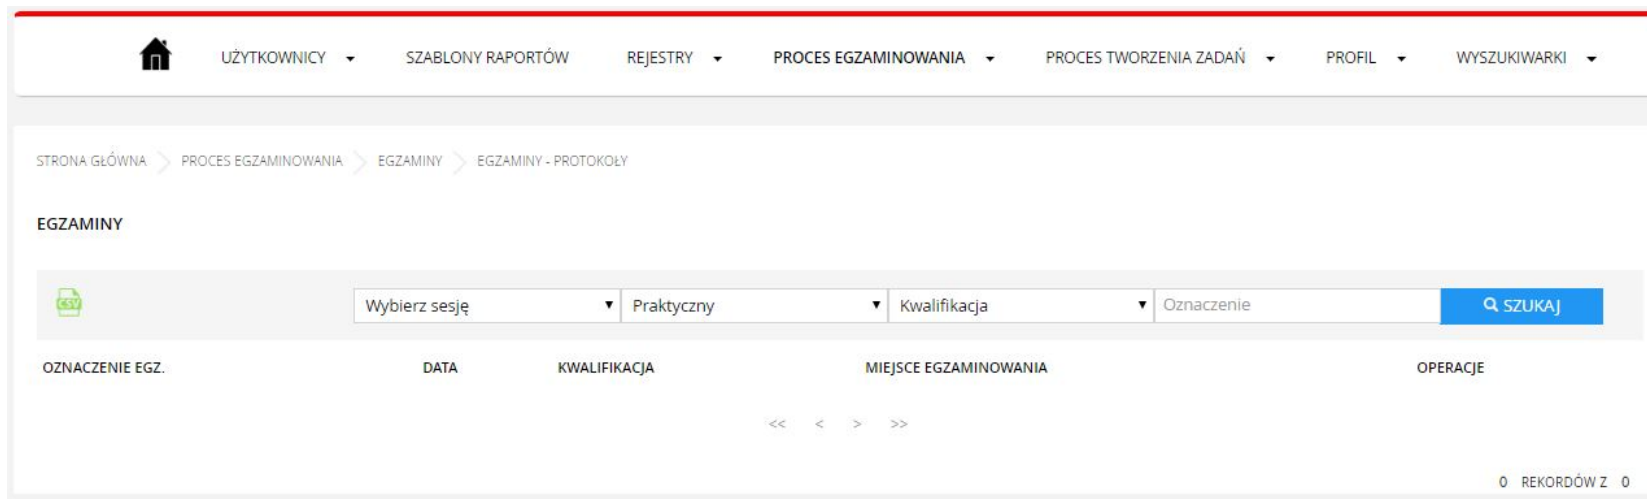 UŻYTKOWNICY SZABLONY RAPORTÓW REJESTRY PROCES EGZAMINOWANIA PROCES TWORZENIA ZADAŃ PROFIL WYSZUKIWARKI
STRONA GŁÓWNA PROCES EGZAMINOWANIA EGZAMINY EGZAMINY - PROTOKOŁY
EGZAMINY
CSV Wybierz sesję Praktyczny Kwalifikacja Oznaczenie SZUKAJ
OZNACZENIE EGZ. DATA KWALIFIKACJA MIEJSCE EGZAMINOWANIA OPERACJE
<< < > >>
0 REKORDÓW Z 0